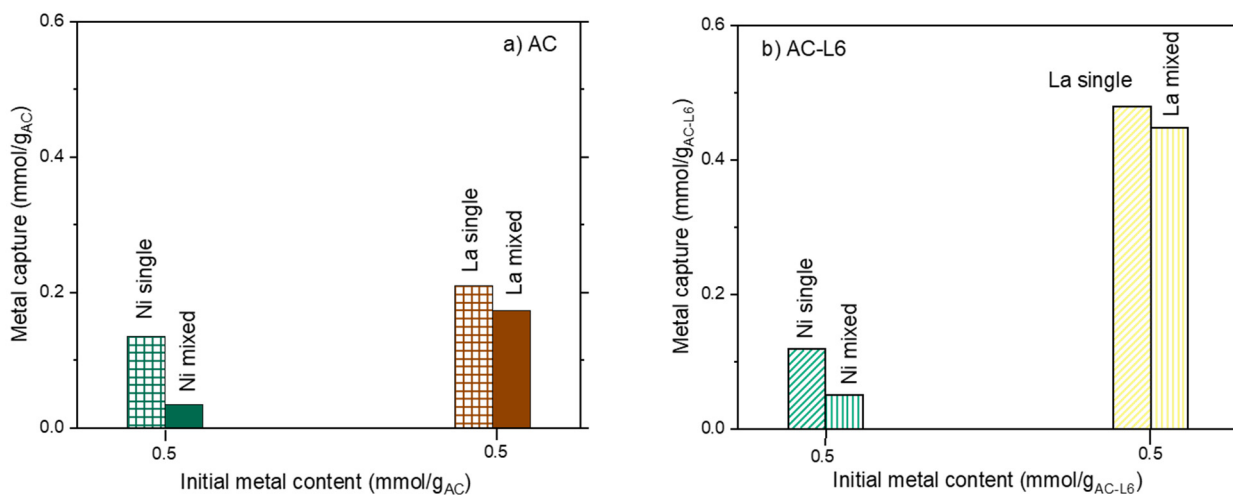 a) AC
0.6
0.4
0.2
0.0
Metal capture (mmol/gAC)
Ni single
Ni mixed
La single
La mixed
0.5
0.5
Initial metal content (mmol/gAC)
b) AC-L6
0.6
0.4
0.2
0.0
Metal capture (mmol/gAC-L6)
Ni single
Ni mixed
La single
La mixed
0.5
0.5
Initial metal content (mmol/gAC-L6)